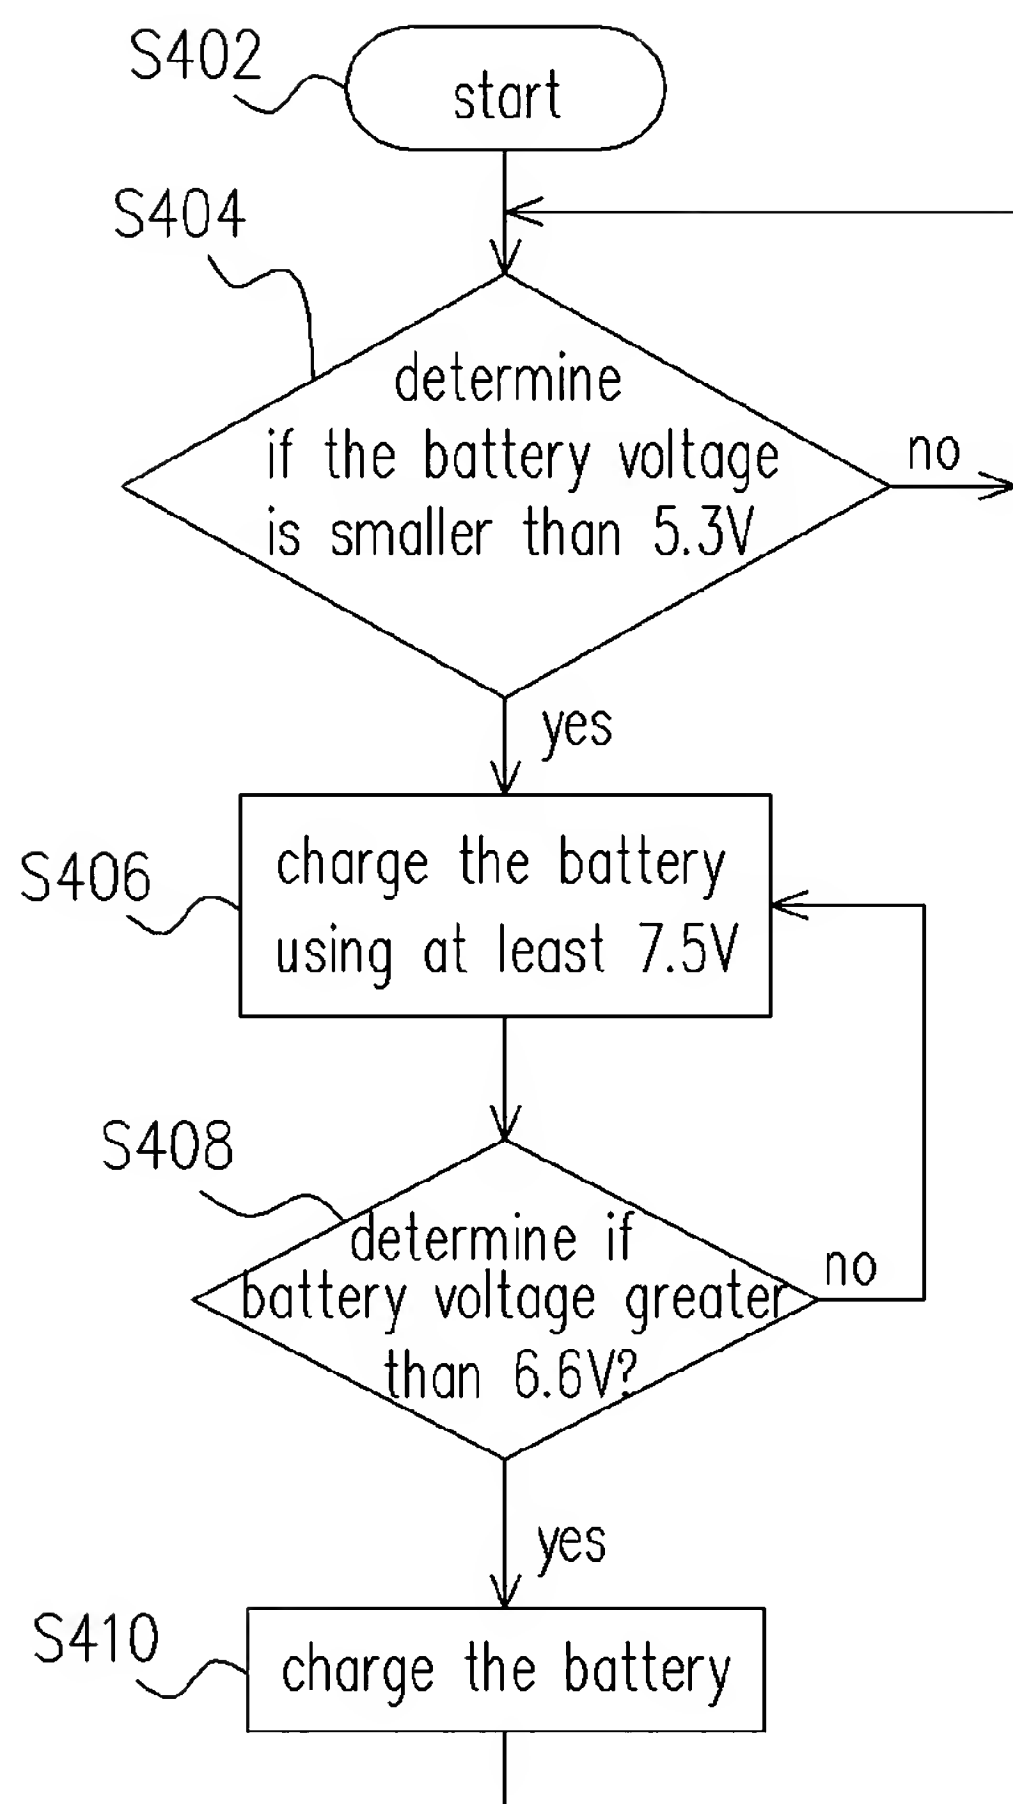 S402
start
S404
determine
if the battery voltage
is smaller than 5.3V
no
yes
S406
charge the battery
using at least 7.5V
S408
determine if
battery voltage greater
than 6.6V?
no
yes
S410
charge the battery